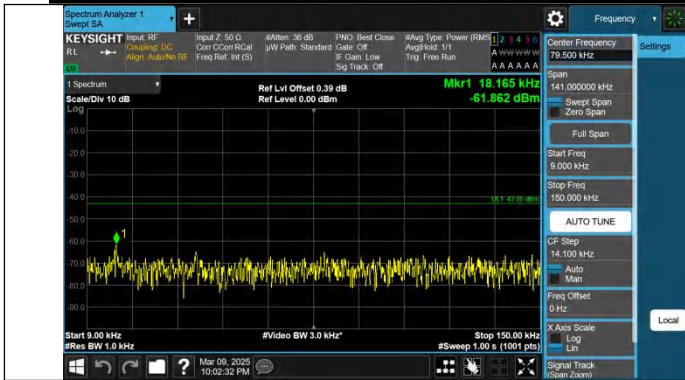 Spectrum Analyzer 1
Swept SA
Frequency
KEYSIGHT
RL
Input: RF
Coupling: DC
Align: Auto/No RF
Input Z: 50 Ω
Corr CCorr RCal
Freq Ref: Int (S)
#Atten: 36 dB
µW Path: Standard
PNO: Best Close
Gate: Off
IF Gain: Low
Sig Track: Off
#Avg Type: Power (RMS
Avg|Hold: 1/1
Trig: Free Run
1 2 3 4 5 6
A W W W W W
A A A A A A
1 Spectrum
Scale/Div 10 dB
Log
Ref Lvl Offset 0.39 dB
Ref Level 0.00 dBm
Mkr1 18.165 kHz
-61.862 dBm
-10.0
-20.0
-30.0
-40.0
-50.0
-60.0
-70.0
-80.0
-90.0
DL1 -43.00 dBm
1
Start 9.00 kHz
#Res BW 1.0 kHz
#Video BW 3.0 kHz*
Stop 150.00 kHz
#Sweep 1.00 s (1001 pts)
Mar 09, 2025
10:02:32 PM
Center Frequency
79.500 kHz
Settings
Span
141.000000 kHz
Swept Span
Zero Span
Full Span
Start Freq
9.000 kHz
Stop Freq
150.000 kHz
AUTO TUNE
CF Step
14.100 kHz
Auto
Man
Freq Offset
0 Hz
X Axis Scale
Log
Lin
Signal Track
(Span Zoom)
Local